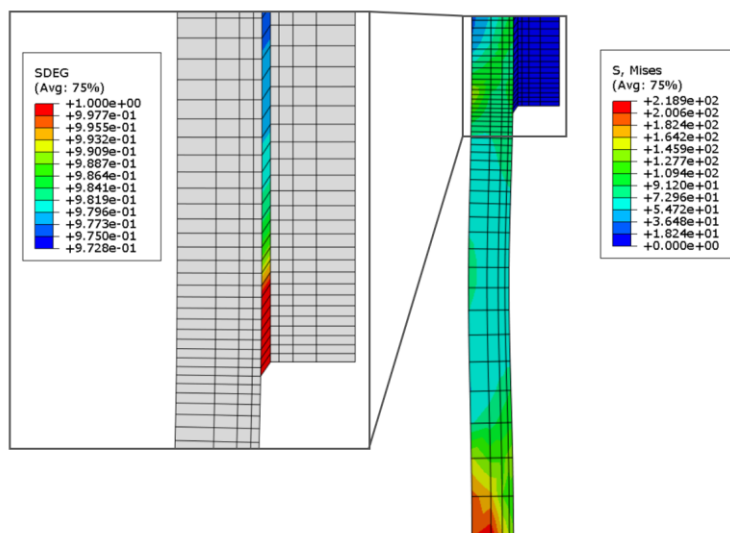 SDEG
(Avg: 75%)
+1.000e+00
+9.977e-01
+9.955e-01
+9.932e-01
+9.909e-01
+9.887e-01
+9.864e-01
+9.841e-01
+9.819e-01
+9.796e-01
+9.773e-01
+9.750e-01
+9.728e-01
S, Mises
(Avg: 75%)
+2.189e+02
+2.006e+02
+1.824e+02
+1.642e+02
+1.459e+02
+1.277e+02
+1.094e+02
+9.120e+01
+7.296e+01
+5.472e+01
+3.648e+01
+1.824e+01
+0.000e+00